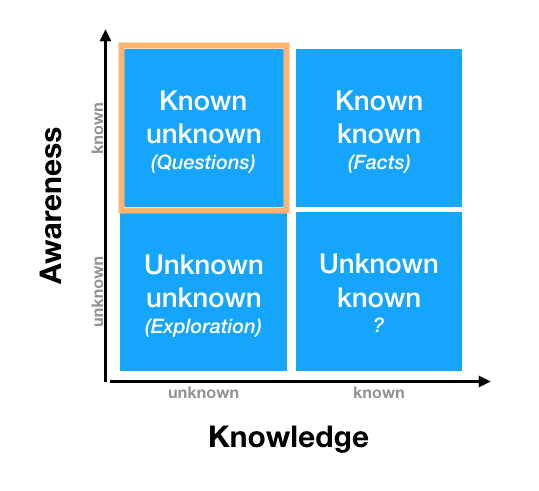 Known
unknown
(Questions)
Known
known
(Facts)
Unknown
unknown
(Exploration)
Unknown
known
?
Awareness
known
unknown
unknown
known
Knowledge